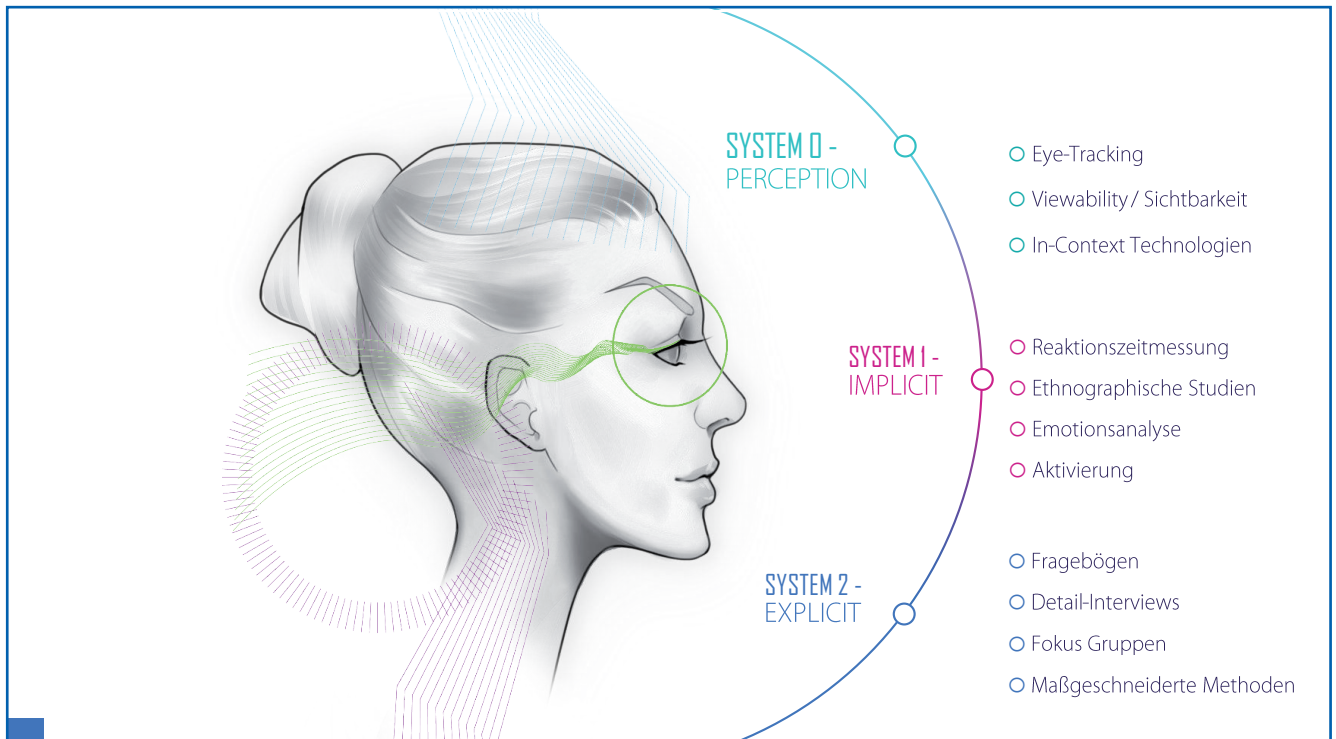 SYSTEM 0 -
PERCEPTION
Eye-Tracking
Viewability / Sichtbarkeit
In-Context Technologien
SYSTEM 1 -
IMPLICIT
Reaktionszeitmessung
Ethnographische Studien
Emotionsanalyse
Aktivierung
SYSTEM 2 -
EXPLICIT
Fragebögen
Detail-Interviews
Fokus Gruppen
Maßgeschneiderte Methoden